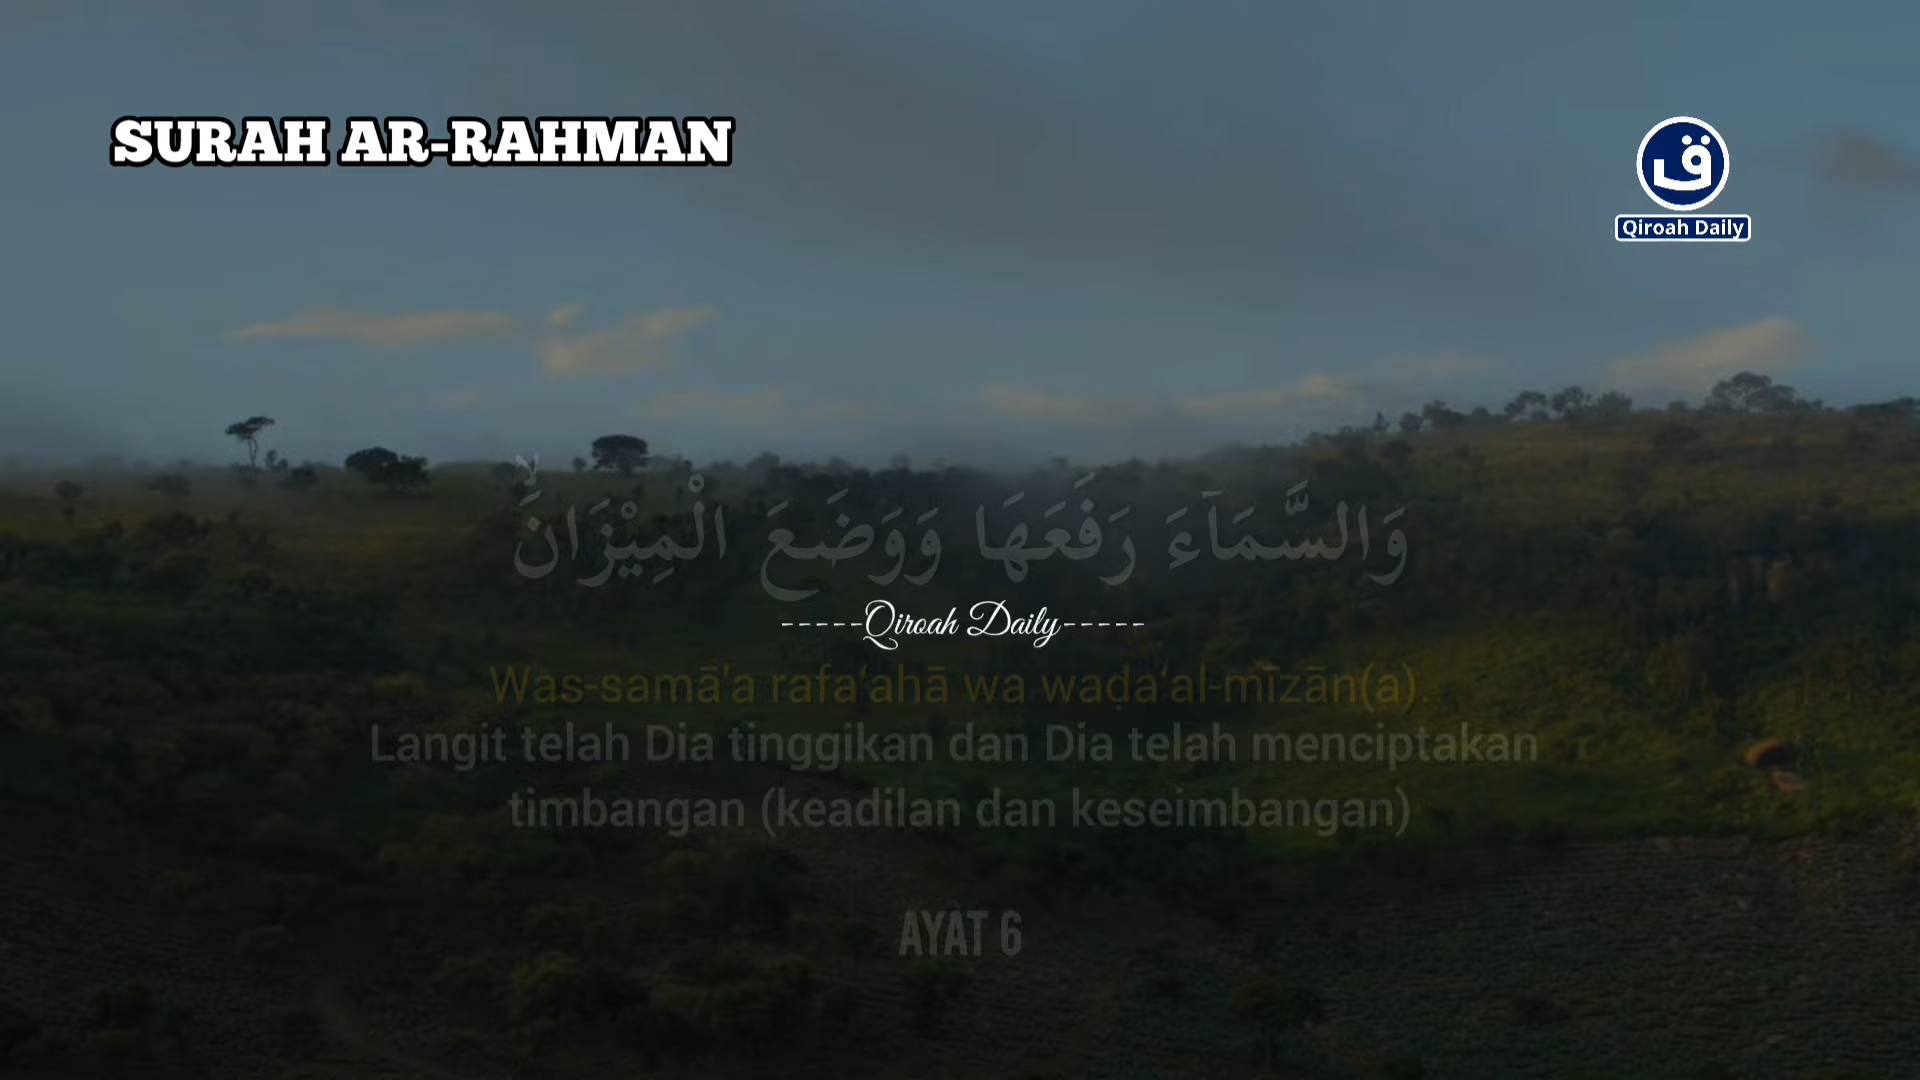 SURAH AR-RAHMAN
ق
Qiroah Daily
وَالسَّمَاۤءَ رَفَعَهَا وَوَضَعَ الْمِيْزَانَۙ
-----Qiroah Daily-----
Was-samā'a rafa‘ahā wa waḍa‘al-mīzān(a).
Langit telah Dia tinggikan dan Dia telah menciptakan
timbangan (keadilan dan keseimbangan)
AYAT 6